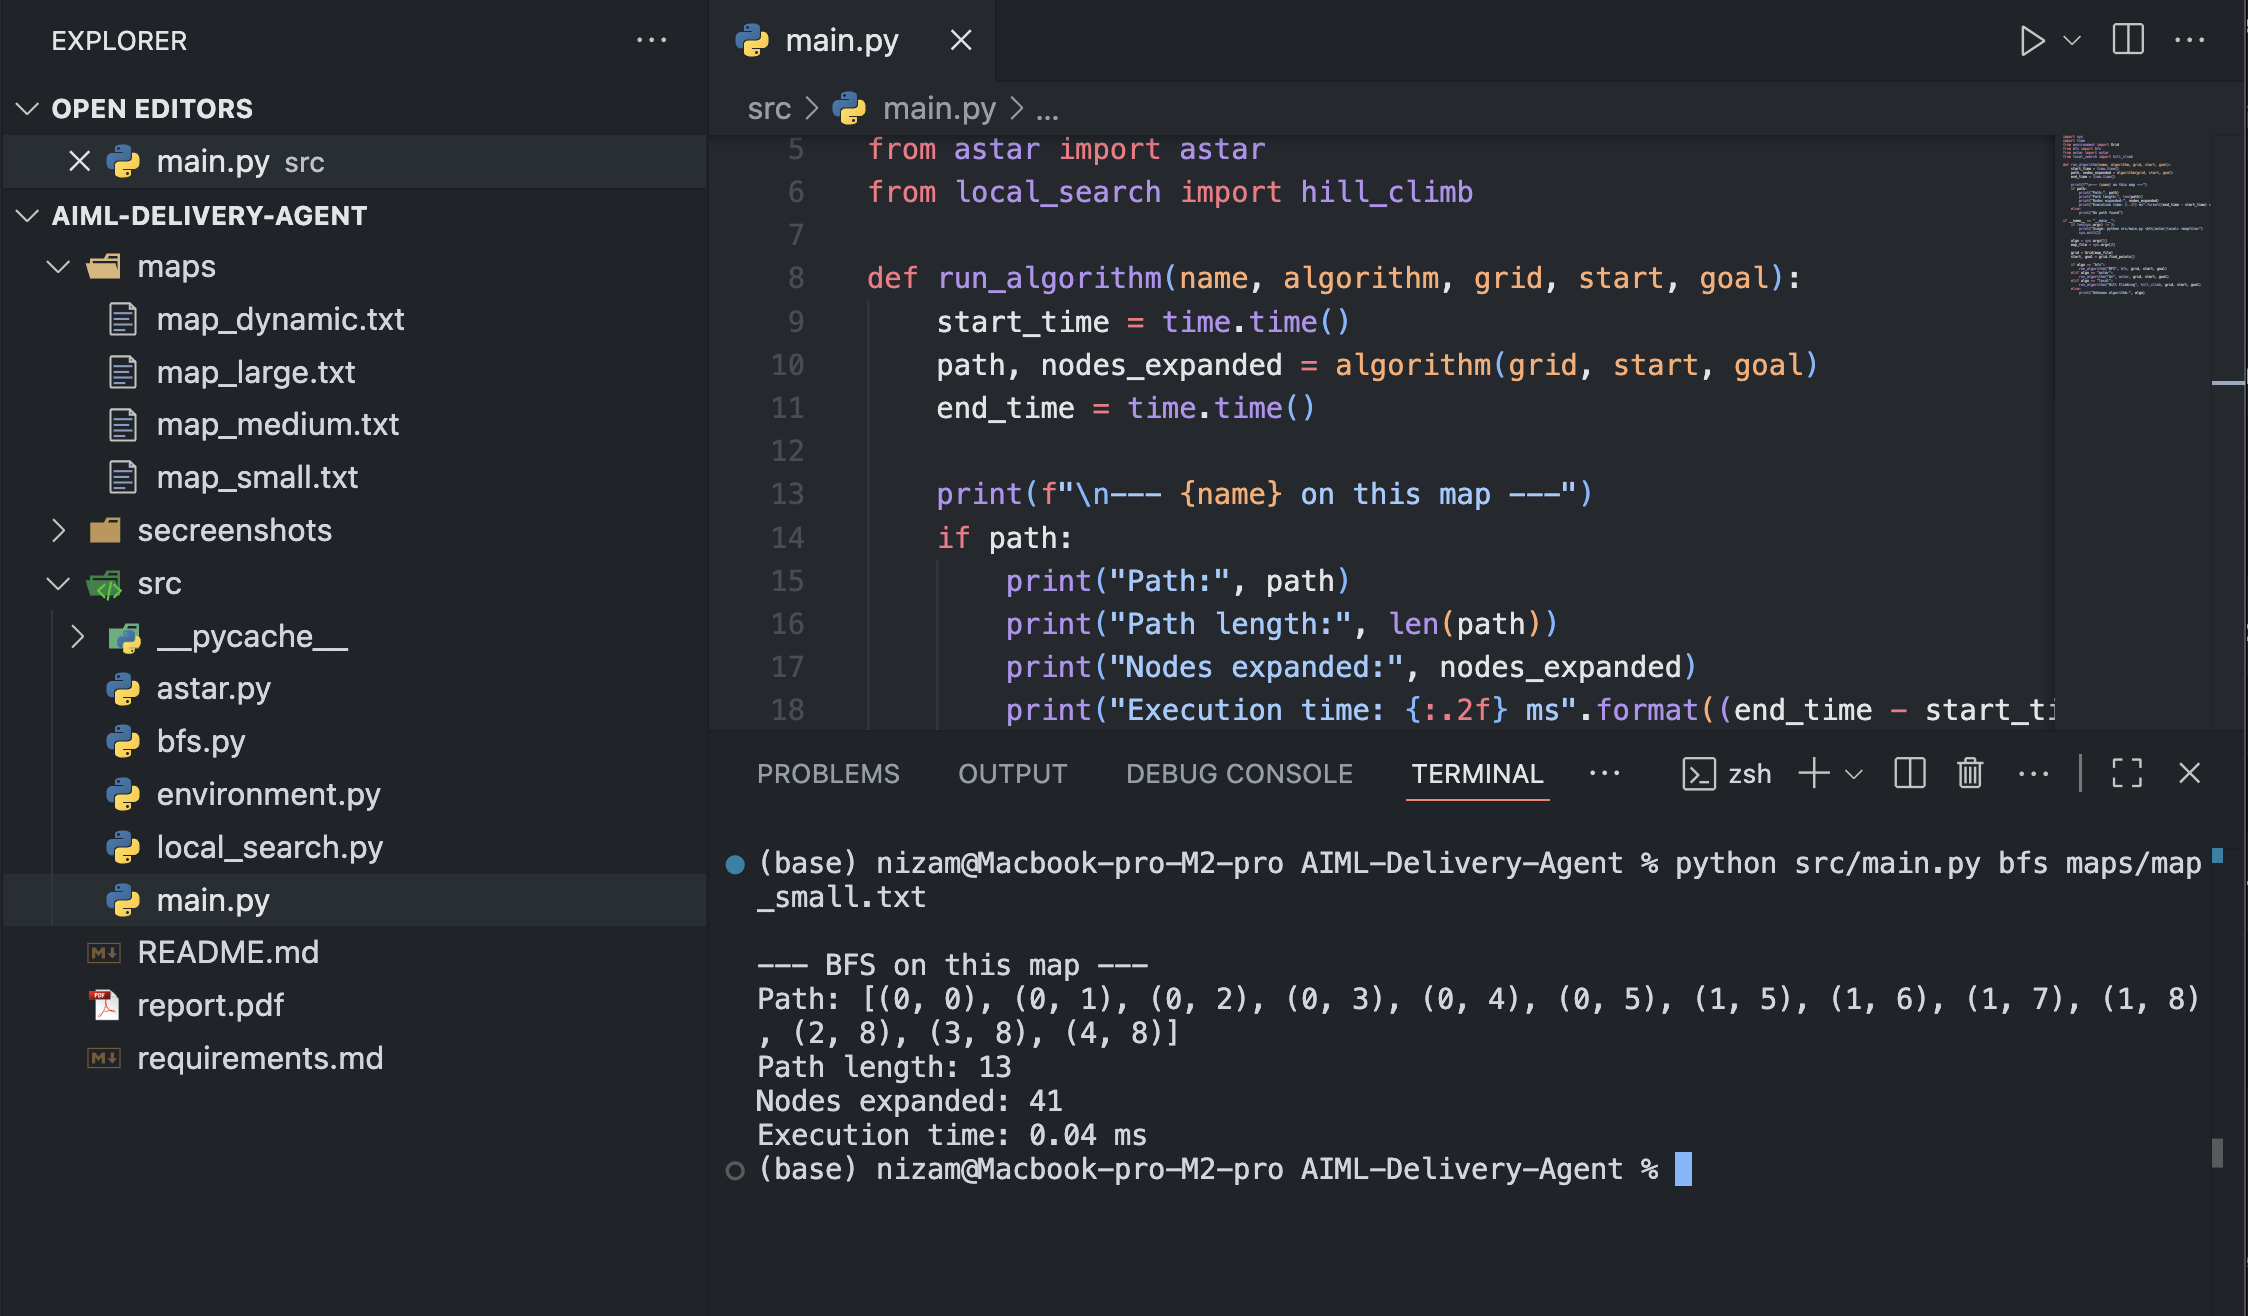 EXPLORER
OPEN EDITORS
main.py src
AIML-DELIVERY-AGENT
maps
map_dynamic.txt
map_large.txt
map_medium.txt
map_small.txt
secreenshots
src
__pycache__
astar.py
bfs.py
environment.py
local_search.py
main.py
README.md
report.pdf
requirements.md
main.py
src > main.py > ...
5 from astar import astar
6 from local_search import hill_climb
7
8 def run_algorithm(name, algorithm, grid, start, goal):
9 start_time = time.time()
10 path, nodes_expanded = algorithm(grid, start, goal)
11 end_time = time.time()
12
13 print(f"\n--- {name} on this map ---")
14 if path:
15 print("Path:", path)
16 print("Path length:", len(path))
17 print("Nodes expanded:", nodes_expanded)
18 print("Execution time: {:.2f} ms".format((end_time - start_ti
PROBLEMS OUTPUT DEBUG CONSOLE TERMINAL ... zsh
(base) nizam@Macbook-pro-M2-pro AIML-Delivery-Agent % python src/main.py bfs maps/map
_small.txt
--- BFS on this map ---
Path: [(0, 0), (0, 1), (0, 2), (0, 3), (0, 4), (0, 5), (1, 5), (1, 6), (1, 7), (1, 8)
, (2, 8), (3, 8), (4, 8)]
Path length: 13
Nodes expanded: 41
Execution time: 0.04 ms
(base) nizam@Macbook-pro-M2-pro AIML-Delivery-Agent %